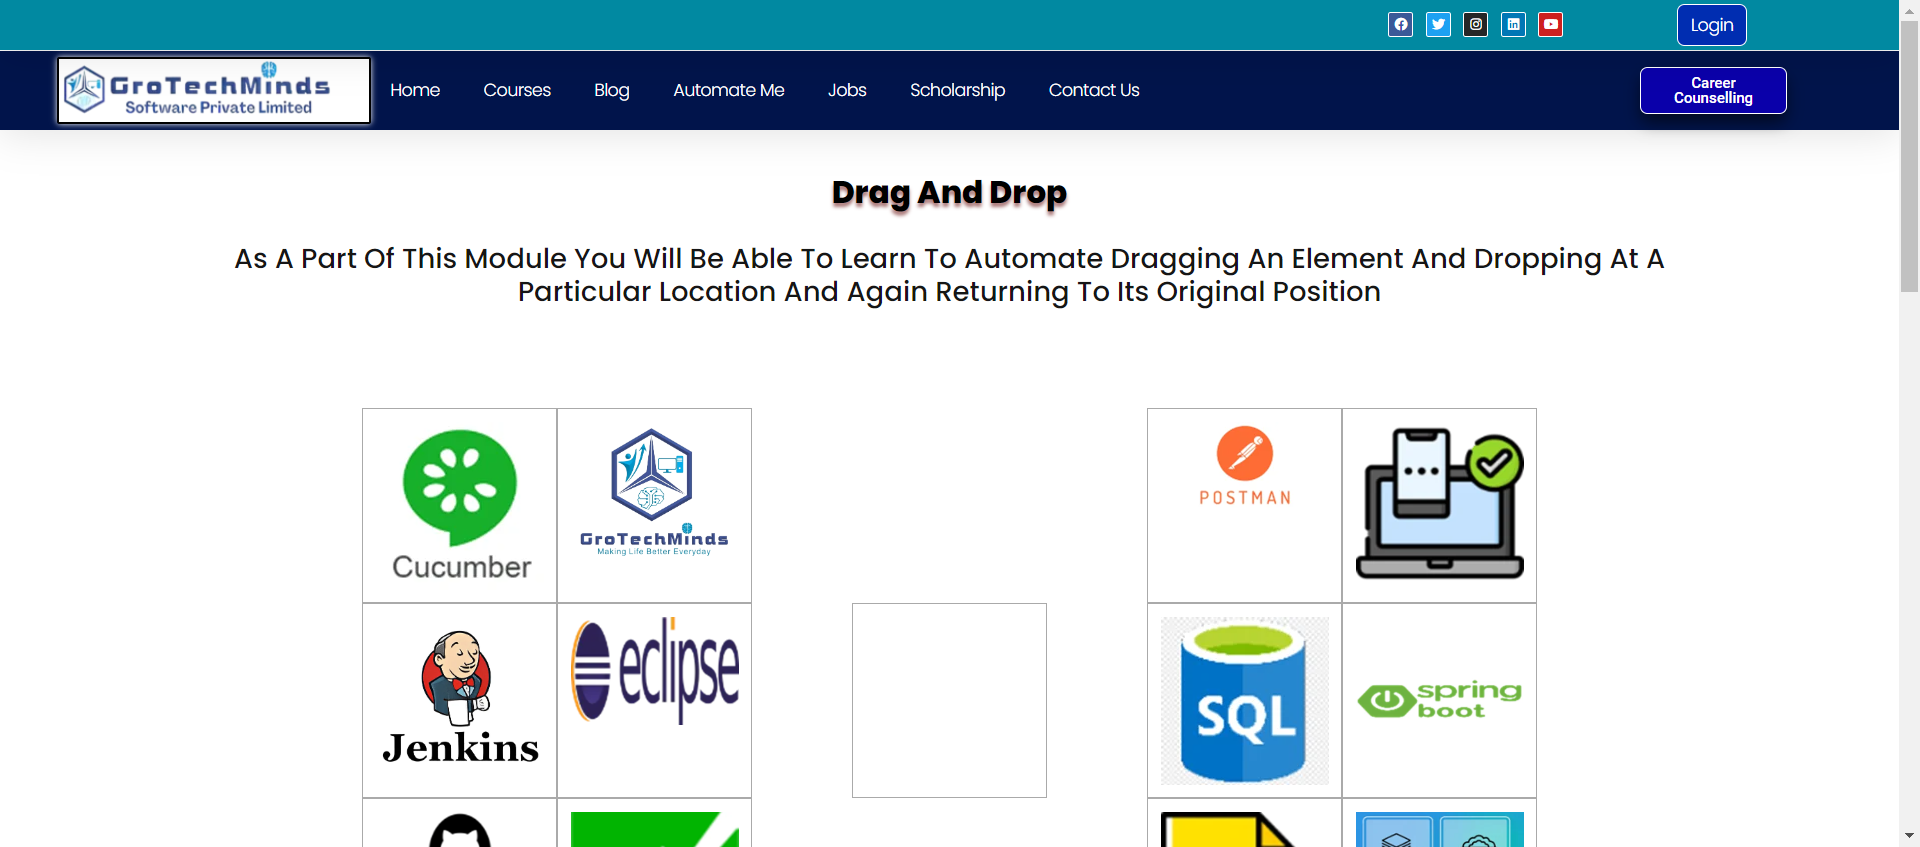 Login
GroTechMinds
Software Private Limited
Home
Courses
Blog
Automate Me
Jobs
Scholarship
Contact Us
Career
Counselling
Drag And Drop
As A Part Of This Module You Will Be Able To Learn To Automate Dragging An Element And Dropping At A
Particular Location And Again Returning To Its Original Position
Cucumber
GroTechMinds
Making Life Better Everyday
POSTMAN
Jenkins
eclipse
SQL
spring
boot